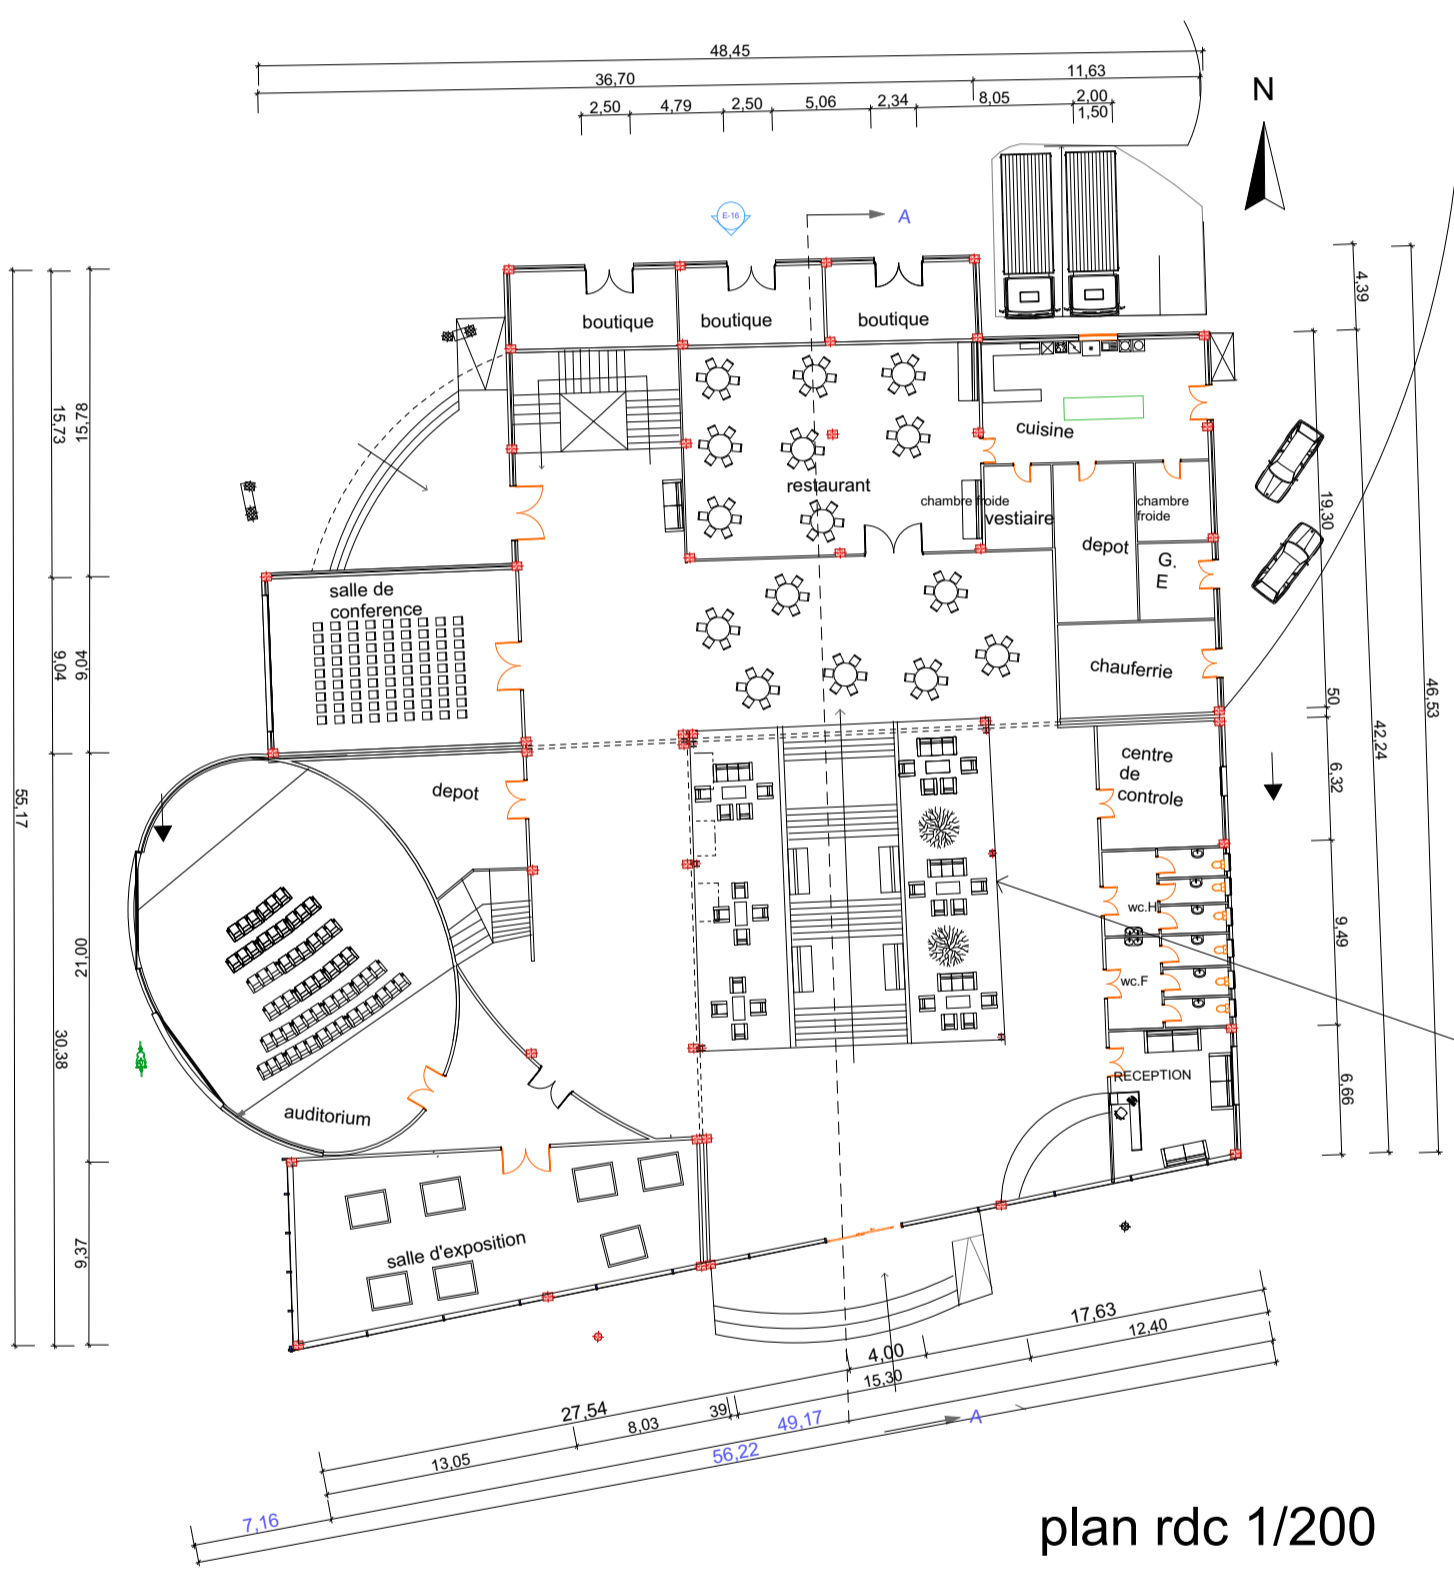 48,45
36,70
11,63
2,50
4,79
2,50
5,06
2,34
8,05
2,00
1,50
N
E-16
A
boutique
boutique
boutique
4,39
15,78
15,73
cuisine
restaurant
chambre froide
vestiaire
chambre
froide
depot
G.
E
19,30
salle de
conference
9,04
9,04
chauferrie
50
46,53
42,24
55,17
depot
centre
de
controle
6,32
wc.H
wc.F
9,49
21,00
30,38
RECEPTION
6,66
auditorium
salle d'exposition
9,37
17,63
12,40
4,00
15,30
27,54
39
8,03
49,17
A
13,05
56,22
7,16
plan rdc 1/200